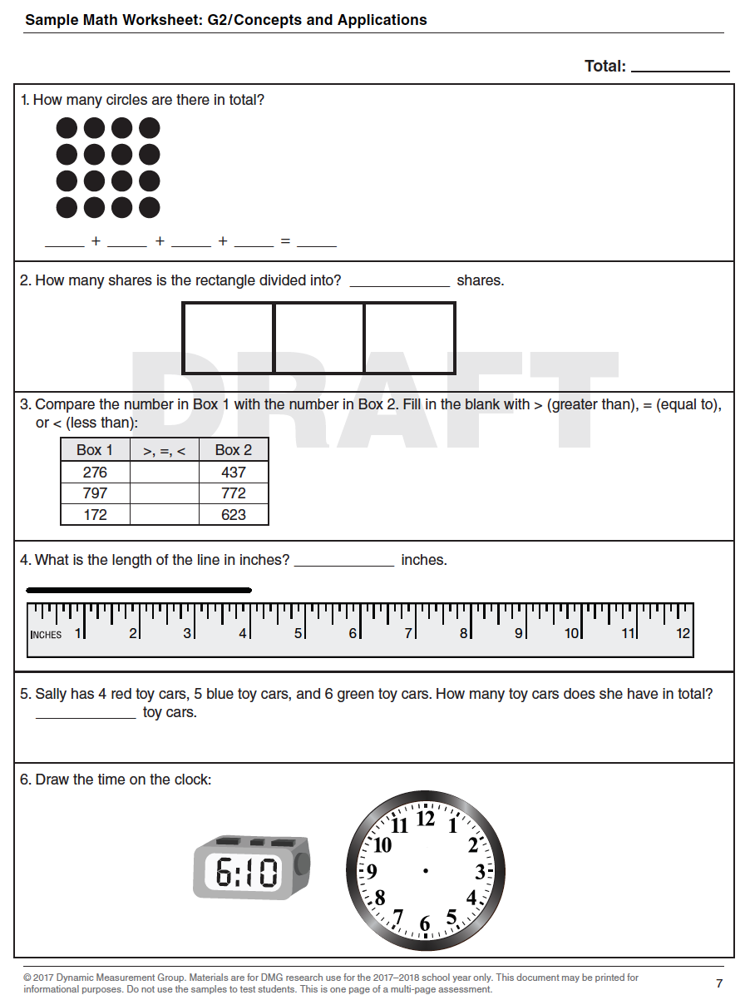 Sample Math Worksheet: G2/Concepts and Applications
Total: __________
1. How many circles are there in total?
_____ + _____ + _____ + _____ = _____
2. How many shares is the rectangle divided into? ____________ shares.
DRAFT
3. Compare the number in Box 1 with the number in Box 2. Fill in the blank with > (greater than), = (equal to),
or < (less than):
Box 1 >, =, < Box 2
276 437
797 772
172 623
4. What is the length of the line in inches? ____________ inches.
INCHES 1 2 3 4 5 6 7 8 9 10 11 12
5. Sally has 4 red toy cars, 5 blue toy cars, and 6 green toy cars. How many toy cars does she have in total?
____________ toy cars.
6. Draw the time on the clock:
6:10
12 1 2 3 4 5 6 7 8 9 10 11
© 2017 Dynamic Measurement Group. Materials are for DMG research use for the 2017–2018 school year only. This document may be printed for
informational purposes. Do not use the samples to test students. This is one page of a multi-page assessment.
7